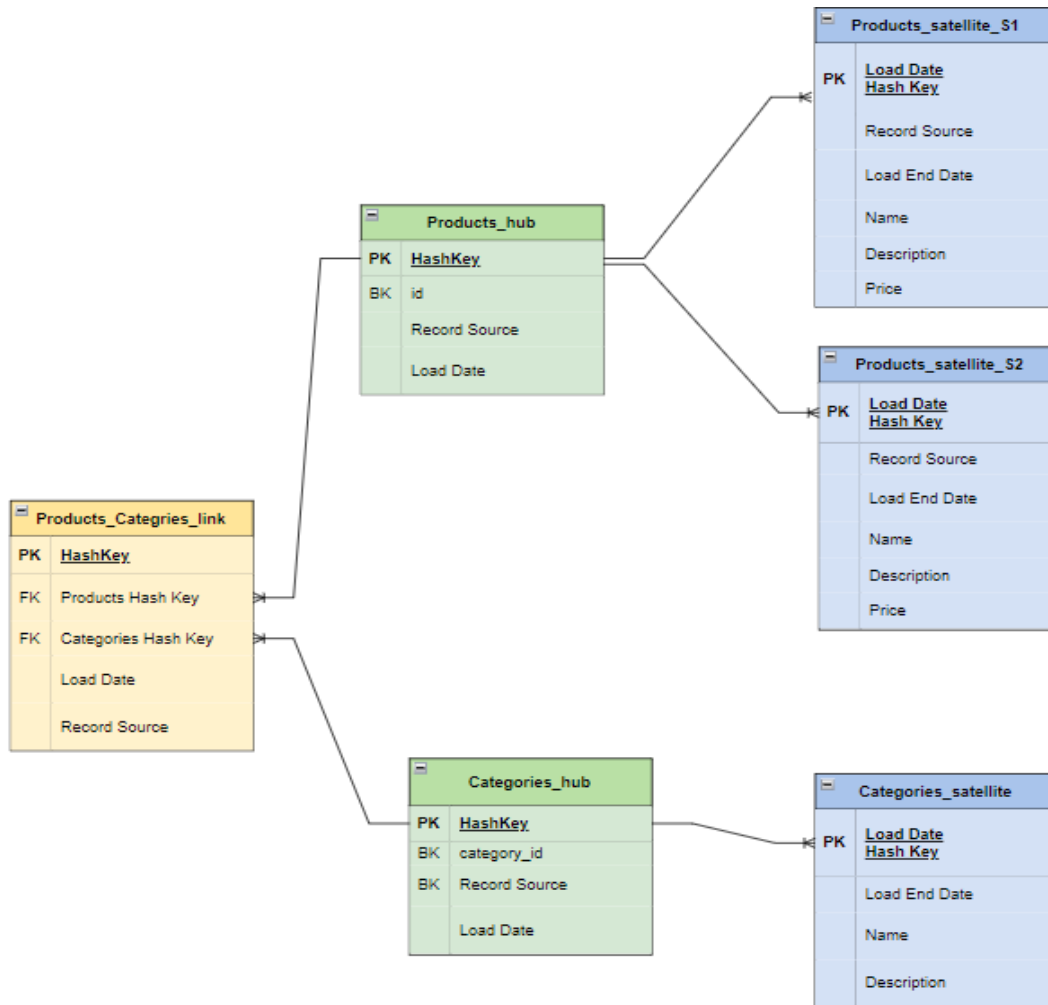 Products_satellite_S1
PK
Load Date
Hash Key
Record Source
Load End Date
Name
Description
Price
Products_hub
PK HashKey
BK id
Record Source
Load Date
Products_satellite_S2
PK
Load Date
Hash Key
Record Source
Load End Date
Name
Description
Price
Products_Categries_link
PK HashKey
FK Products Hash Key
FK Categories Hash Key
Load Date
Record Source
Categories_hub
PK HashKey
BK category_id
BK Record Source
Load Date
Categories_satellite
PK
Load Date
Hash Key
Load End Date
Name
Description